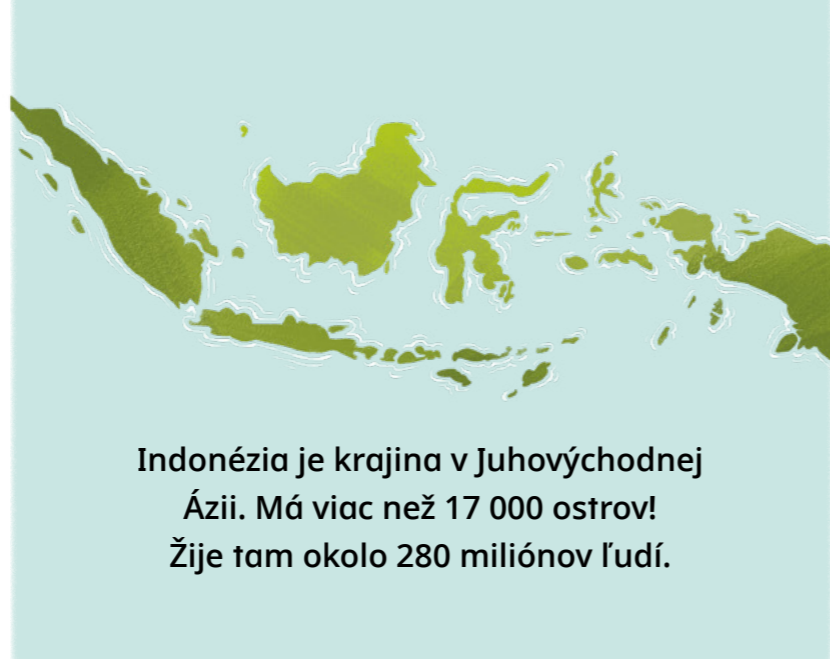 Indonézia je krajina v Juhovýchodnej
Ázii. Má viac než 17 000 ostrov!
Žije tam okolo 280 miliónov ľudí.